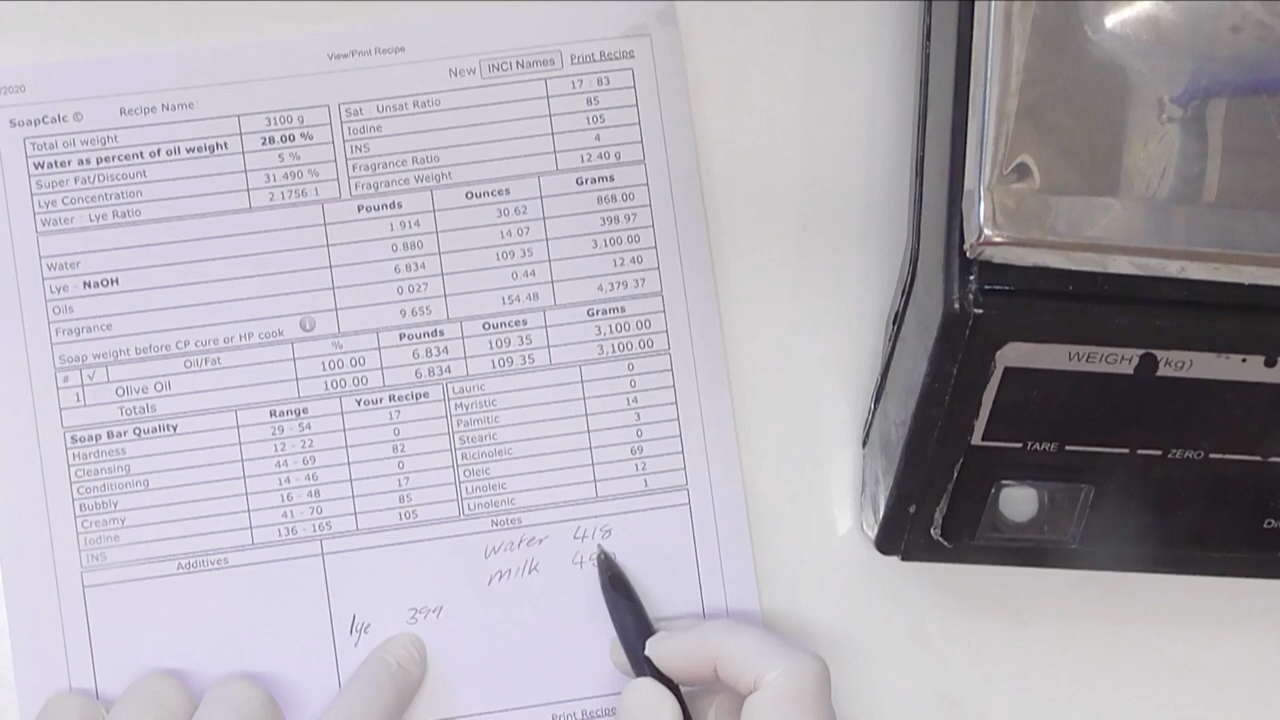 /2020
View/Print Recipe
New INCI Names Print Recipe
SoapCalc © Recipe Name:
Total oil weight 3100 g
Water as percent of oil weight 28.00 %
Super Fat/Discount 5 %
Lye Concentration 31.490 %
Water : Lye Ratio 2.1756:1
Sat : Unsat Ratio 17 : 83
Iodine 85
INS 105
Fragrance Ratio 4
Fragrance Weight 12.40 g
Pounds Ounces Grams
Water 1.914 30.62 868.00
Lye - NaOH 0.880 14.07 398.97
Oils 6.834 109.35 3,100.00
Fragrance 0.027 0.44 12.40
Soap weight before CP cure or HP cook 9.655 154.48 4,379.37
# √ Oil/Fat % Pounds Ounces Grams
1 Olive Oil 100.00 6.834 109.35 3,100.00
Totals 100.00 6.834 109.35 3,100.00
Soap Bar Quality Range Your Recipe
Hardness 29 - 54 17
Cleansing 12 - 22 0
Conditioning 44 - 69 82
Bubbly 14 - 46 0
Creamy 16 - 48 17
Iodine 41 - 70 85
INS 136 - 165 105
Lauric 0
Myristic 0
Palmitic 14
Stearic 3
Ricinoleic 0
Oleic 69
Linoleic 12
Linolenic 1
Additives Notes
water 418
milk
lye 399
Print Recipe
WEIGHT (kg)
TARE ZERO